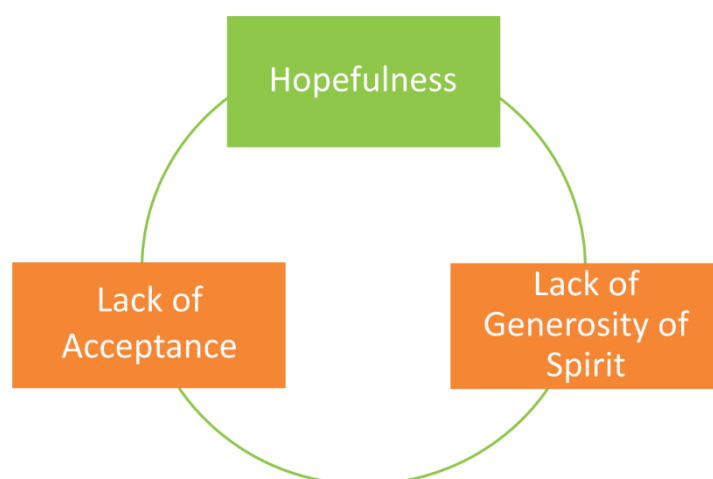 Hopefulness
Lack of
Acceptance
Lack of
Generosity of
Spirit